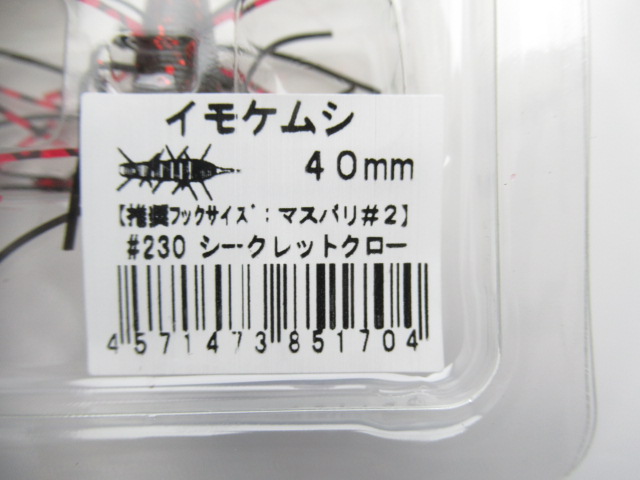 イモケムシ
40mm
【推奨フックサイズ：マスバリ#2】
#230 シークレットクロー
4571473851704